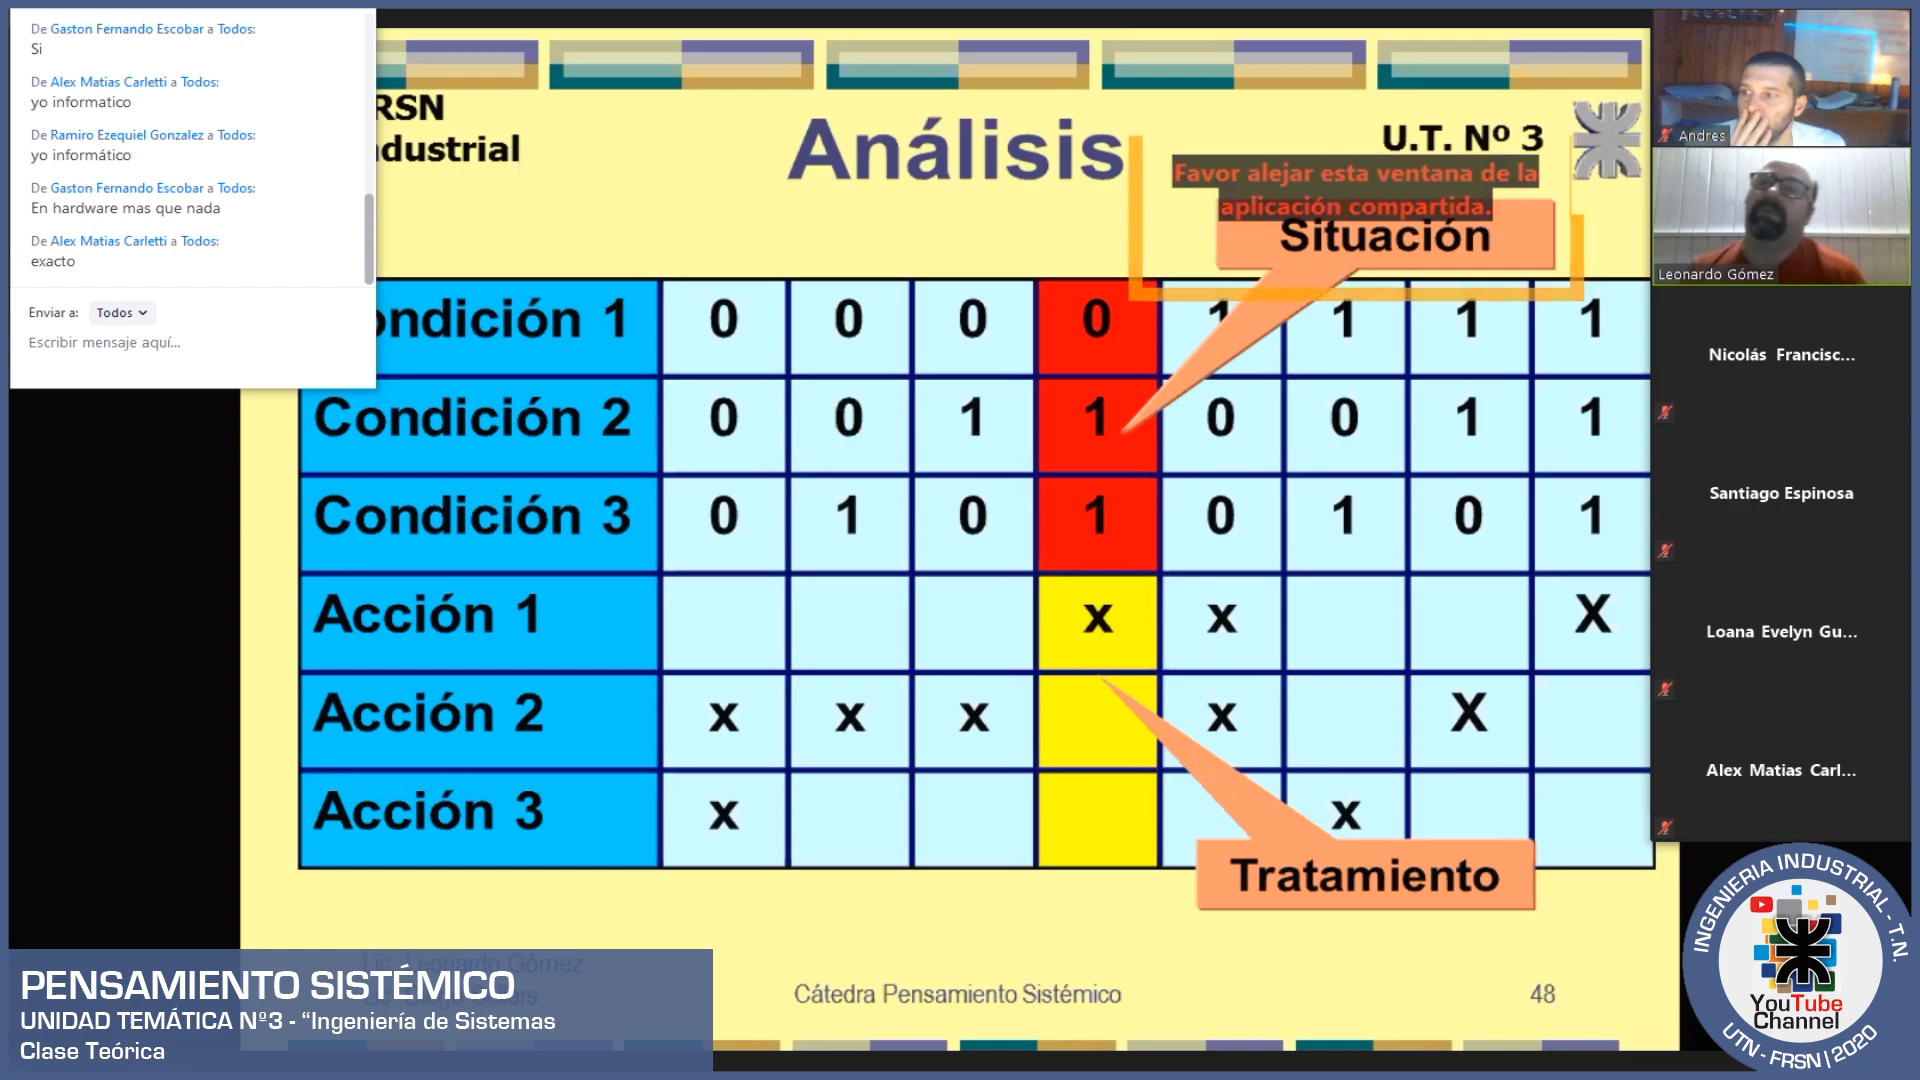 De Gaston Fernando Escobar a Todos:
Si
De Alex Matias Carletti a Todos:
yo informatico
De Ramiro Ezequiel Gonzalez a Todos:
yo informático
De Gaston Fernando Escobar a Todos:
En hardware mas que nada
De Alex Matias Carletti a Todos:
exacto
Enviar a: Todos
Escribir mensaje aquí...
RSN
ndustrial
Análisis
U.T. Nº 3
Favor alejar esta ventana de la
aplicación compartida.
Situación
ondición 1 0 0 0 0 1 1 1 1
Condición 2 0 0 1 1 0 0 1 1
Condición 3 0 1 0 1 0 1 0 1
Acción 1 x x X
Acción 2 x x x x X
Acción 3 x x
Tratamiento
Lic. Leonardo Gómez
Cátedra Pensamiento Sistémico
48
Andres
Leonardo Gómez
Nicolás Francisc...
Santiago Espinosa
Loana Evelyn Gu...
Alex Matias Carl...
PENSAMIENTO SISTÉMICO
UNIDAD TEMÁTICA Nº3 - “Ingeniería de Sistemas
Clase Teórica
INGENIERIA INDUSTRIAL - T.N.
YouTube
Channel
UTN - FRSN | 2020